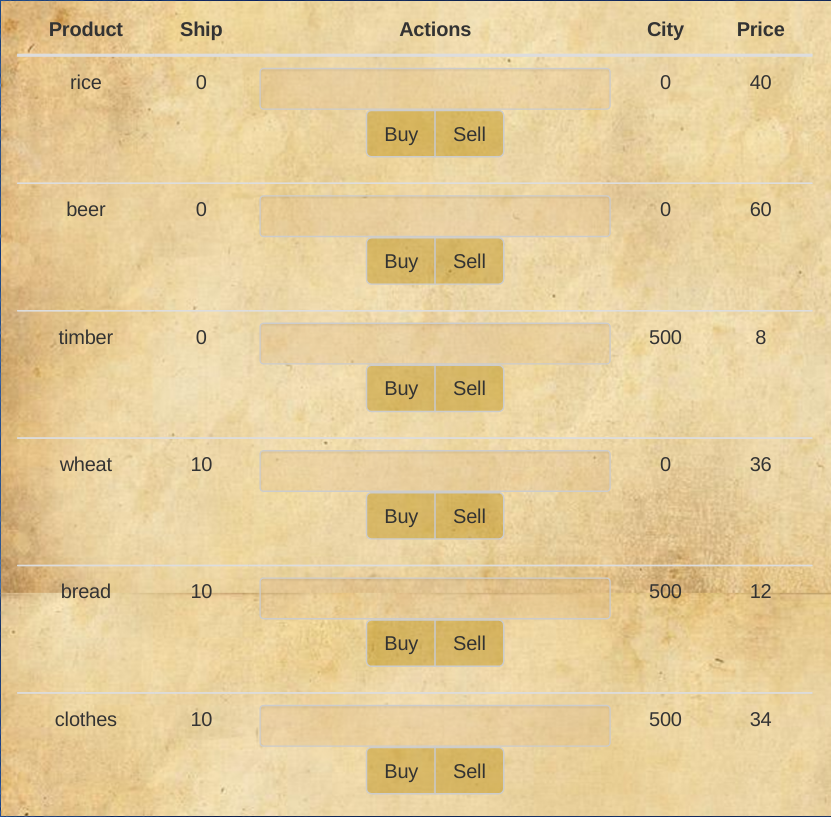 Product Ship Actions City Price
rice 0 0 40
Buy Sell
beer 0 0 60
Buy Sell
timber 0 500 8
Buy Sell
wheat 10 0 36
Buy Sell
bread 10 500 12
Buy Sell
clothes 10 500 34
Buy Sell